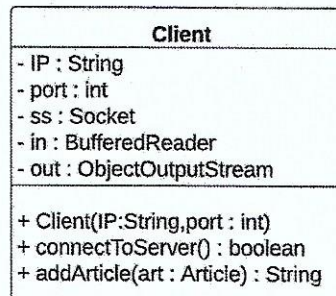 Client
- IP : String
- port : int
- ss : Socket
- in : BufferedReader
- out : ObjectOutputStream
+ Client(IP:String,port : int)
+ connectToServer() : boolean
+ addArticle(art : Article) : String